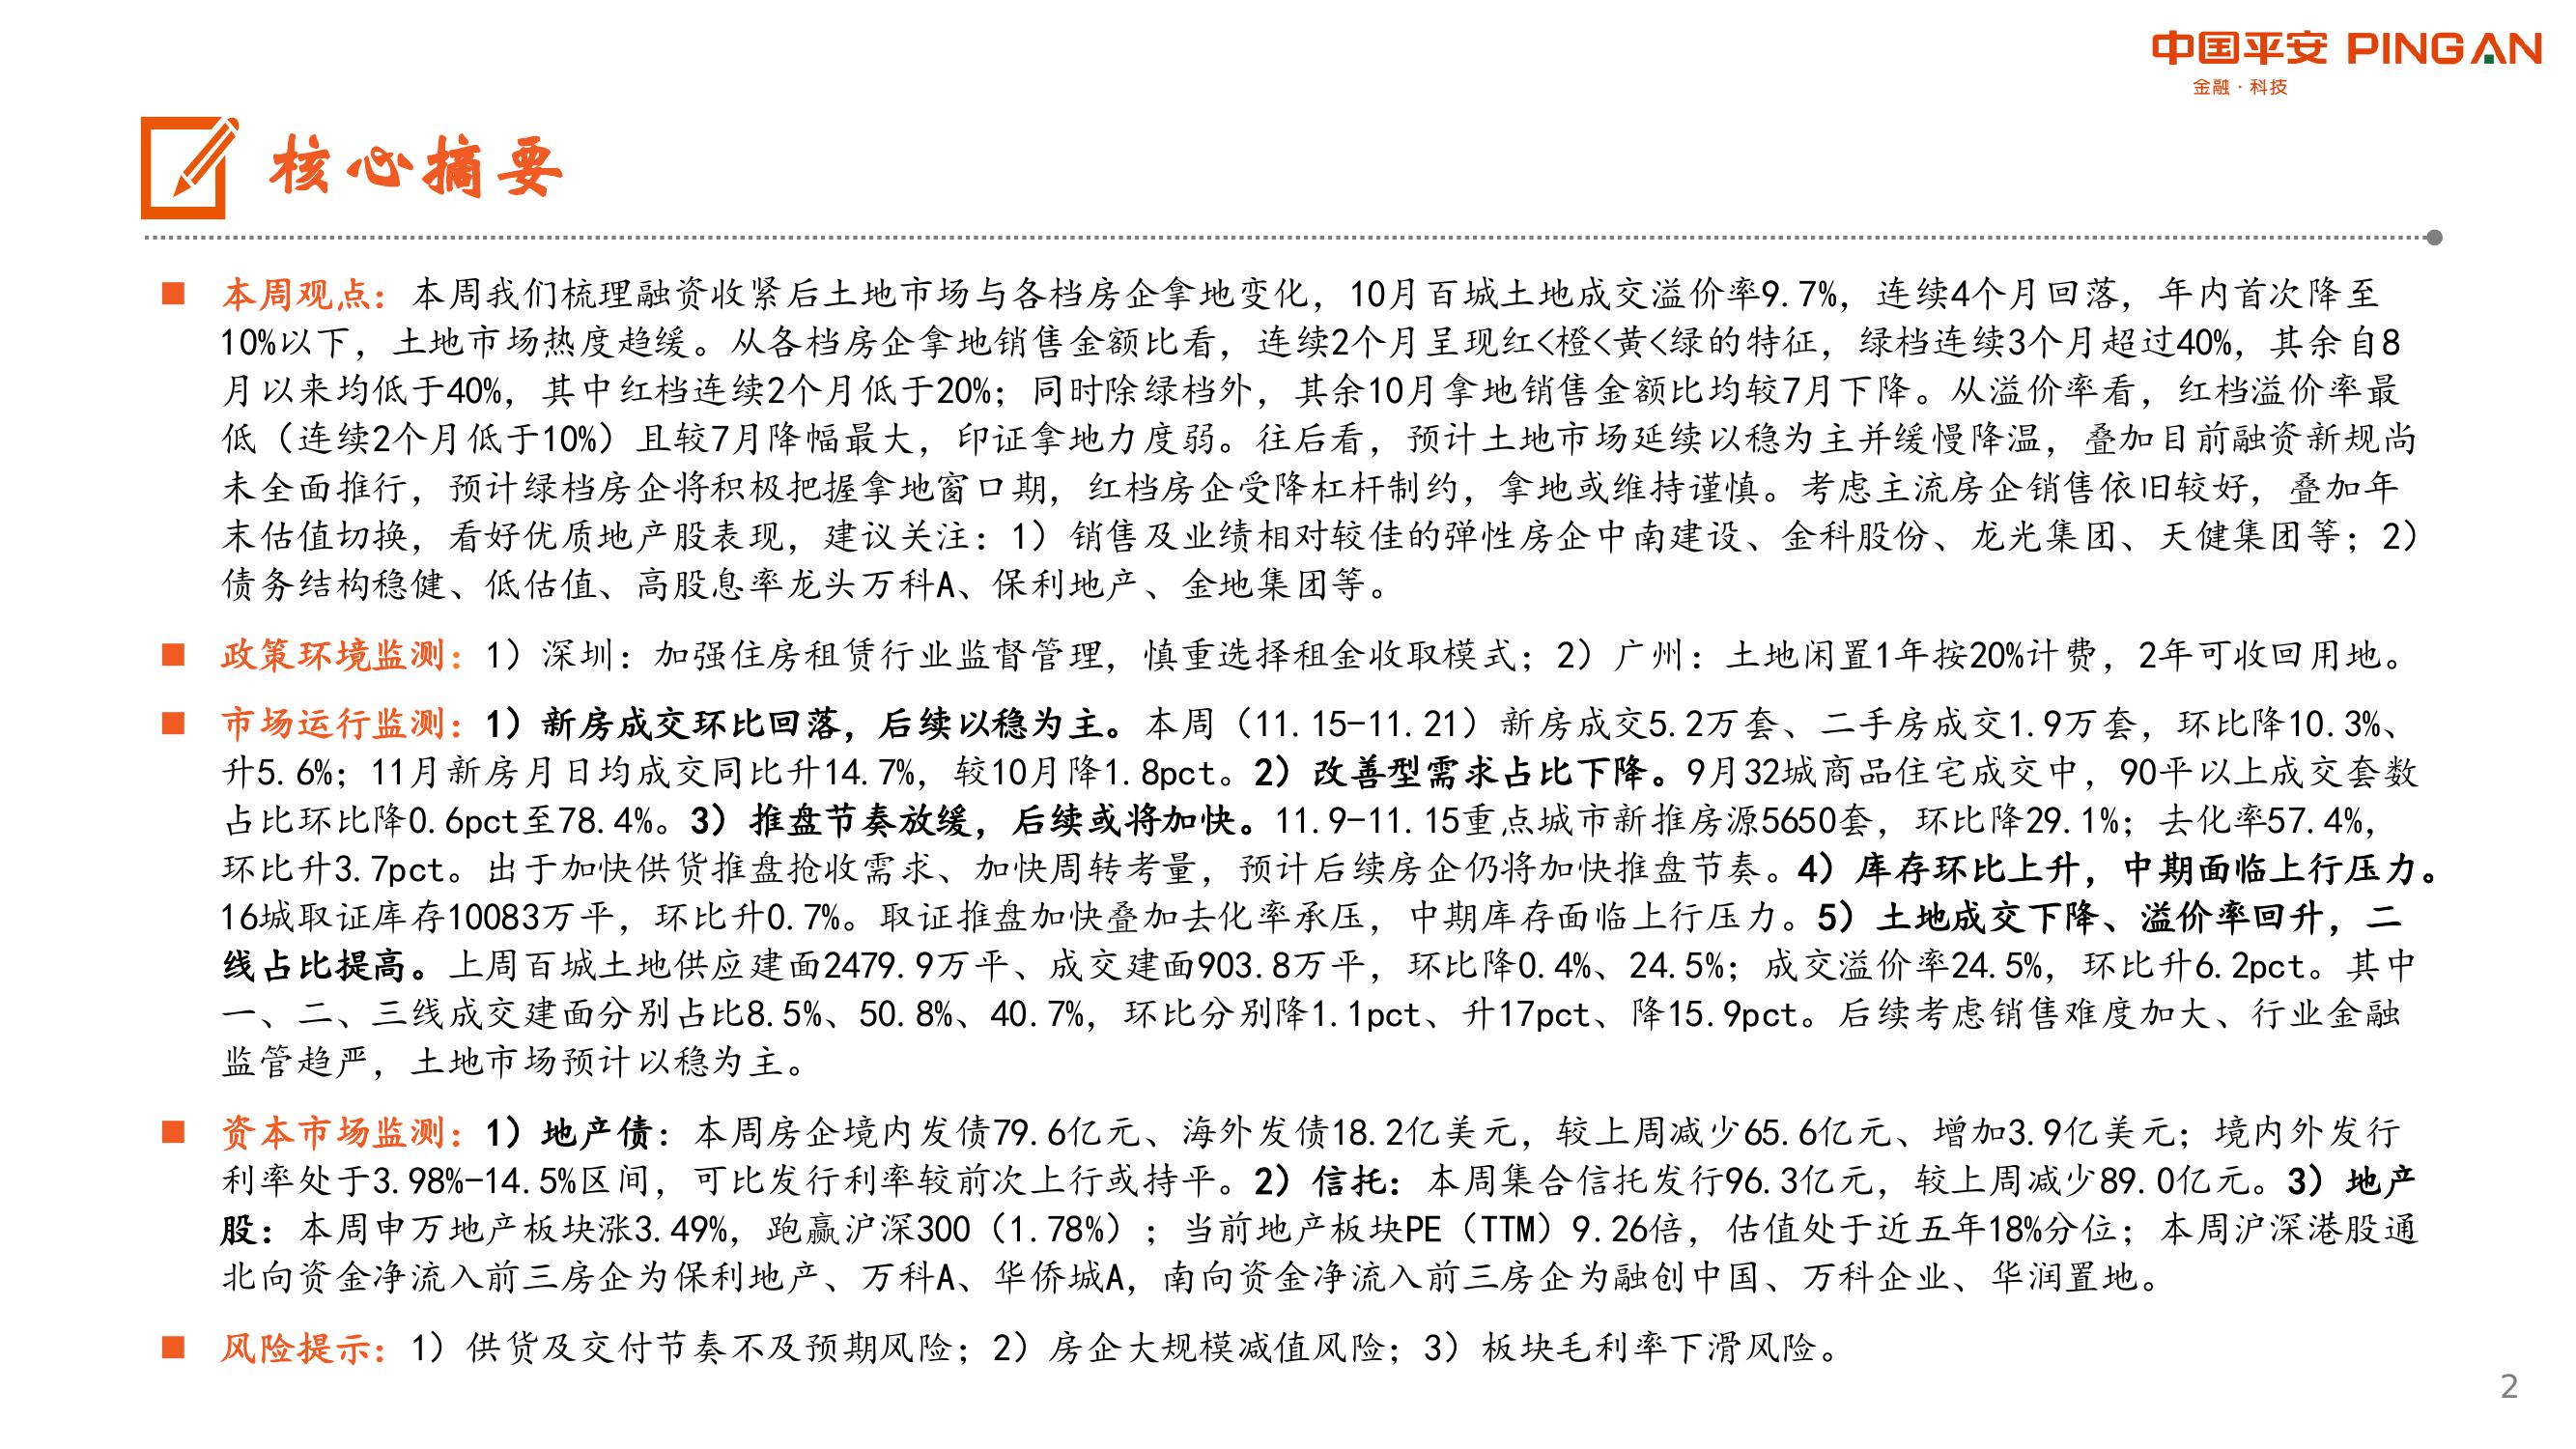 中国平安 PINGAN
金融·科技
核心摘要
■ 本周观点：本周我们梳理融资收紧后土地市场与各档房企拿地变化，10月百城土地成交溢价率9.7%，连续4个月回落，年内首次降至
10%以下，土地市场热度趋缓。从各档房企拿地销售金额比看，连续2个月呈现红<橙<黄<绿的特征，绿档连续3个月超过40%，其余自8
月以来均低于40%，其中红档连续2个月低于20%；同时除绿档外，其余10月拿地销售金额比均较7月下降。从溢价率看，红档溢价率最
低（连续2个月低于10%）且较7月降幅最大，印证拿地力度弱。往后看，预计土地市场延续以稳为主并缓慢降温，叠加目前融资新规尚
未全面推行，预计绿档房企将积极把握拿地窗口期，红档房企受降杠杆制约，拿地或维持谨慎。考虑主流房企销售依旧较好，叠加年
末估值切换，看好优质地产股表现，建议关注：1）销售及业绩相对较佳的弹性房企中南建设、金科股份、龙光集团、天健集团等；2）
债务结构稳健、低估值、高股息率龙头万科A、保利地产、金地集团等。
■ 政策环境监测：1）深圳：加强住房租赁行业监督管理，慎重选择租金收取模式；2）广州：土地闲置1年按20%计费，2年可收回用地。
■ 市场运行监测：1）新房成交环比回落，后续以稳为主。本周（11.15-11.21）新房成交5.2万套、二手房成交1.9万套，环比降10.3%、
升5.6%；11月新房月日均成交同比升14.7%，较10月降1.8pct。2）改善型需求占比下降。9月32城商品住宅成交中，90平以上成交套数
占比环比降0.6pct至78.4%。3）推盘节奏放缓，后续或将加快。11.9-11.15重点城市新推房源5650套，环比降29.1%；去化率57.4%，
环比升3.7pct。出于加快供货推盘抢收需求、加快周转考量，预计后续房企仍将加快推盘节奏。4）库存环比上升，中期面临上行压力。
16城取证库存10083万平，环比升0.7%。取证推盘加快叠加去化率承压，中期库存面临上行压力。5）土地成交下降、溢价率回升，二
线占比提高。上周百城土地供应建面2479.9万平、成交建面903.8万平，环比降0.4%、24.5%；成交溢价率24.5%，环比升6.2pct。其中
一、二、三线成交建面分别占比8.5%、50.8%、40.7%，环比分别降1.1pct、升17pct、降15.9pct。后续考虑销售难度加大、行业金融
监管趋严，土地市场预计以稳为主。
■ 资本市场监测：1）地产债：本周房企境内发债79.6亿元、海外发债18.2亿美元，较上周减少65.6亿元、增加3.9亿美元；境内外发行
利率处于3.98%-14.5%区间，可比发行利率较前次上行或持平。2）信托：本周集合信托发行96.3亿元，较上周减少89.0亿元。3）地产
股：本周申万地产板块涨3.49%，跑赢沪深300（1.78%）；当前地产板块PE（TTM）9.26倍，估值处于近五年18%分位；本周沪深港股通
北向资金净流入前三房企为保利地产、万科A、华侨城A，南向资金净流入前三房企为融创中国、万科企业、华润置地。
■ 风险提示：1）供货及交付节奏不及预期风险；2）房企大规模减值风险；3）板块毛利率下滑风险。
2